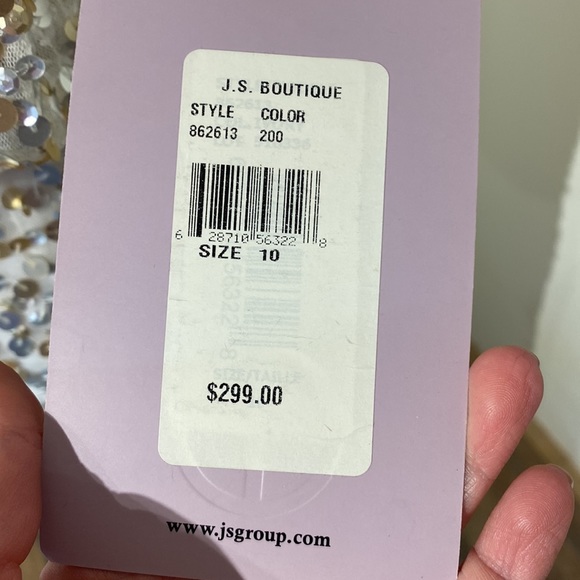 J.S. BOUTIQUE
STYLE COLOR
862613 200
6 28710 56322 8
SIZE 10
$299.00
www.jsgroup.com